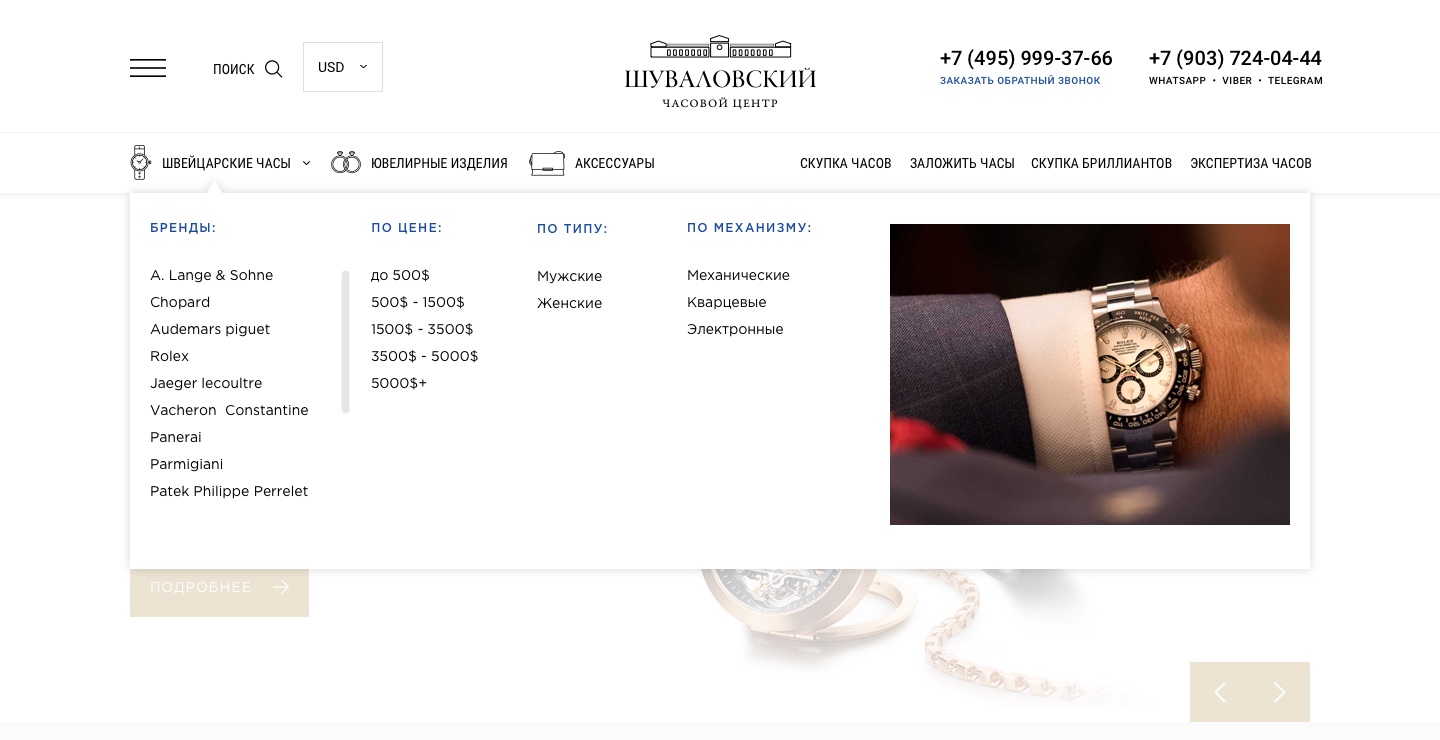 ПОИСК
USD
ШУВАЛОВСКИЙ
ЧАСОВОЙ ЦЕНТР
+7 (495) 999-37-66
ЗАКАЗАТЬ ОБРАТНЫЙ ЗВОНОК
+7 (903) 724-04-44
WHATSAPP • VIBER • TELEGRAM
ШВЕЙЦАРСКИЕ ЧАСЫ
ЮВЕЛИРНЫЕ ИЗДЕЛИЯ
АКСЕССУАРЫ
СКУПКА ЧАСОВ
ЗАЛОЖИТЬ ЧАСЫ
СКУПКА БРИЛЛИАНТОВ
ЭКСПЕРТИЗА ЧАСОВ
БРЕНДЫ:
A. Lange & Sohne
Chopard
Audemars piguet
Rolex
Jaeger lecoultre
Vacheron Constantine
Panerai
Parmigiani
Patek Philippe Perrelet
ПО ЦЕНЕ:
до 500$
500$ - 1500$
1500$ - 3500$
3500$ - 5000$
5000$+
ПО ТИПУ:
Мужские
Женские
ПО МЕХАНИЗМУ:
Механические
Кварцевые
Электронные
ROLEX
ПОДРОБНЕЕ